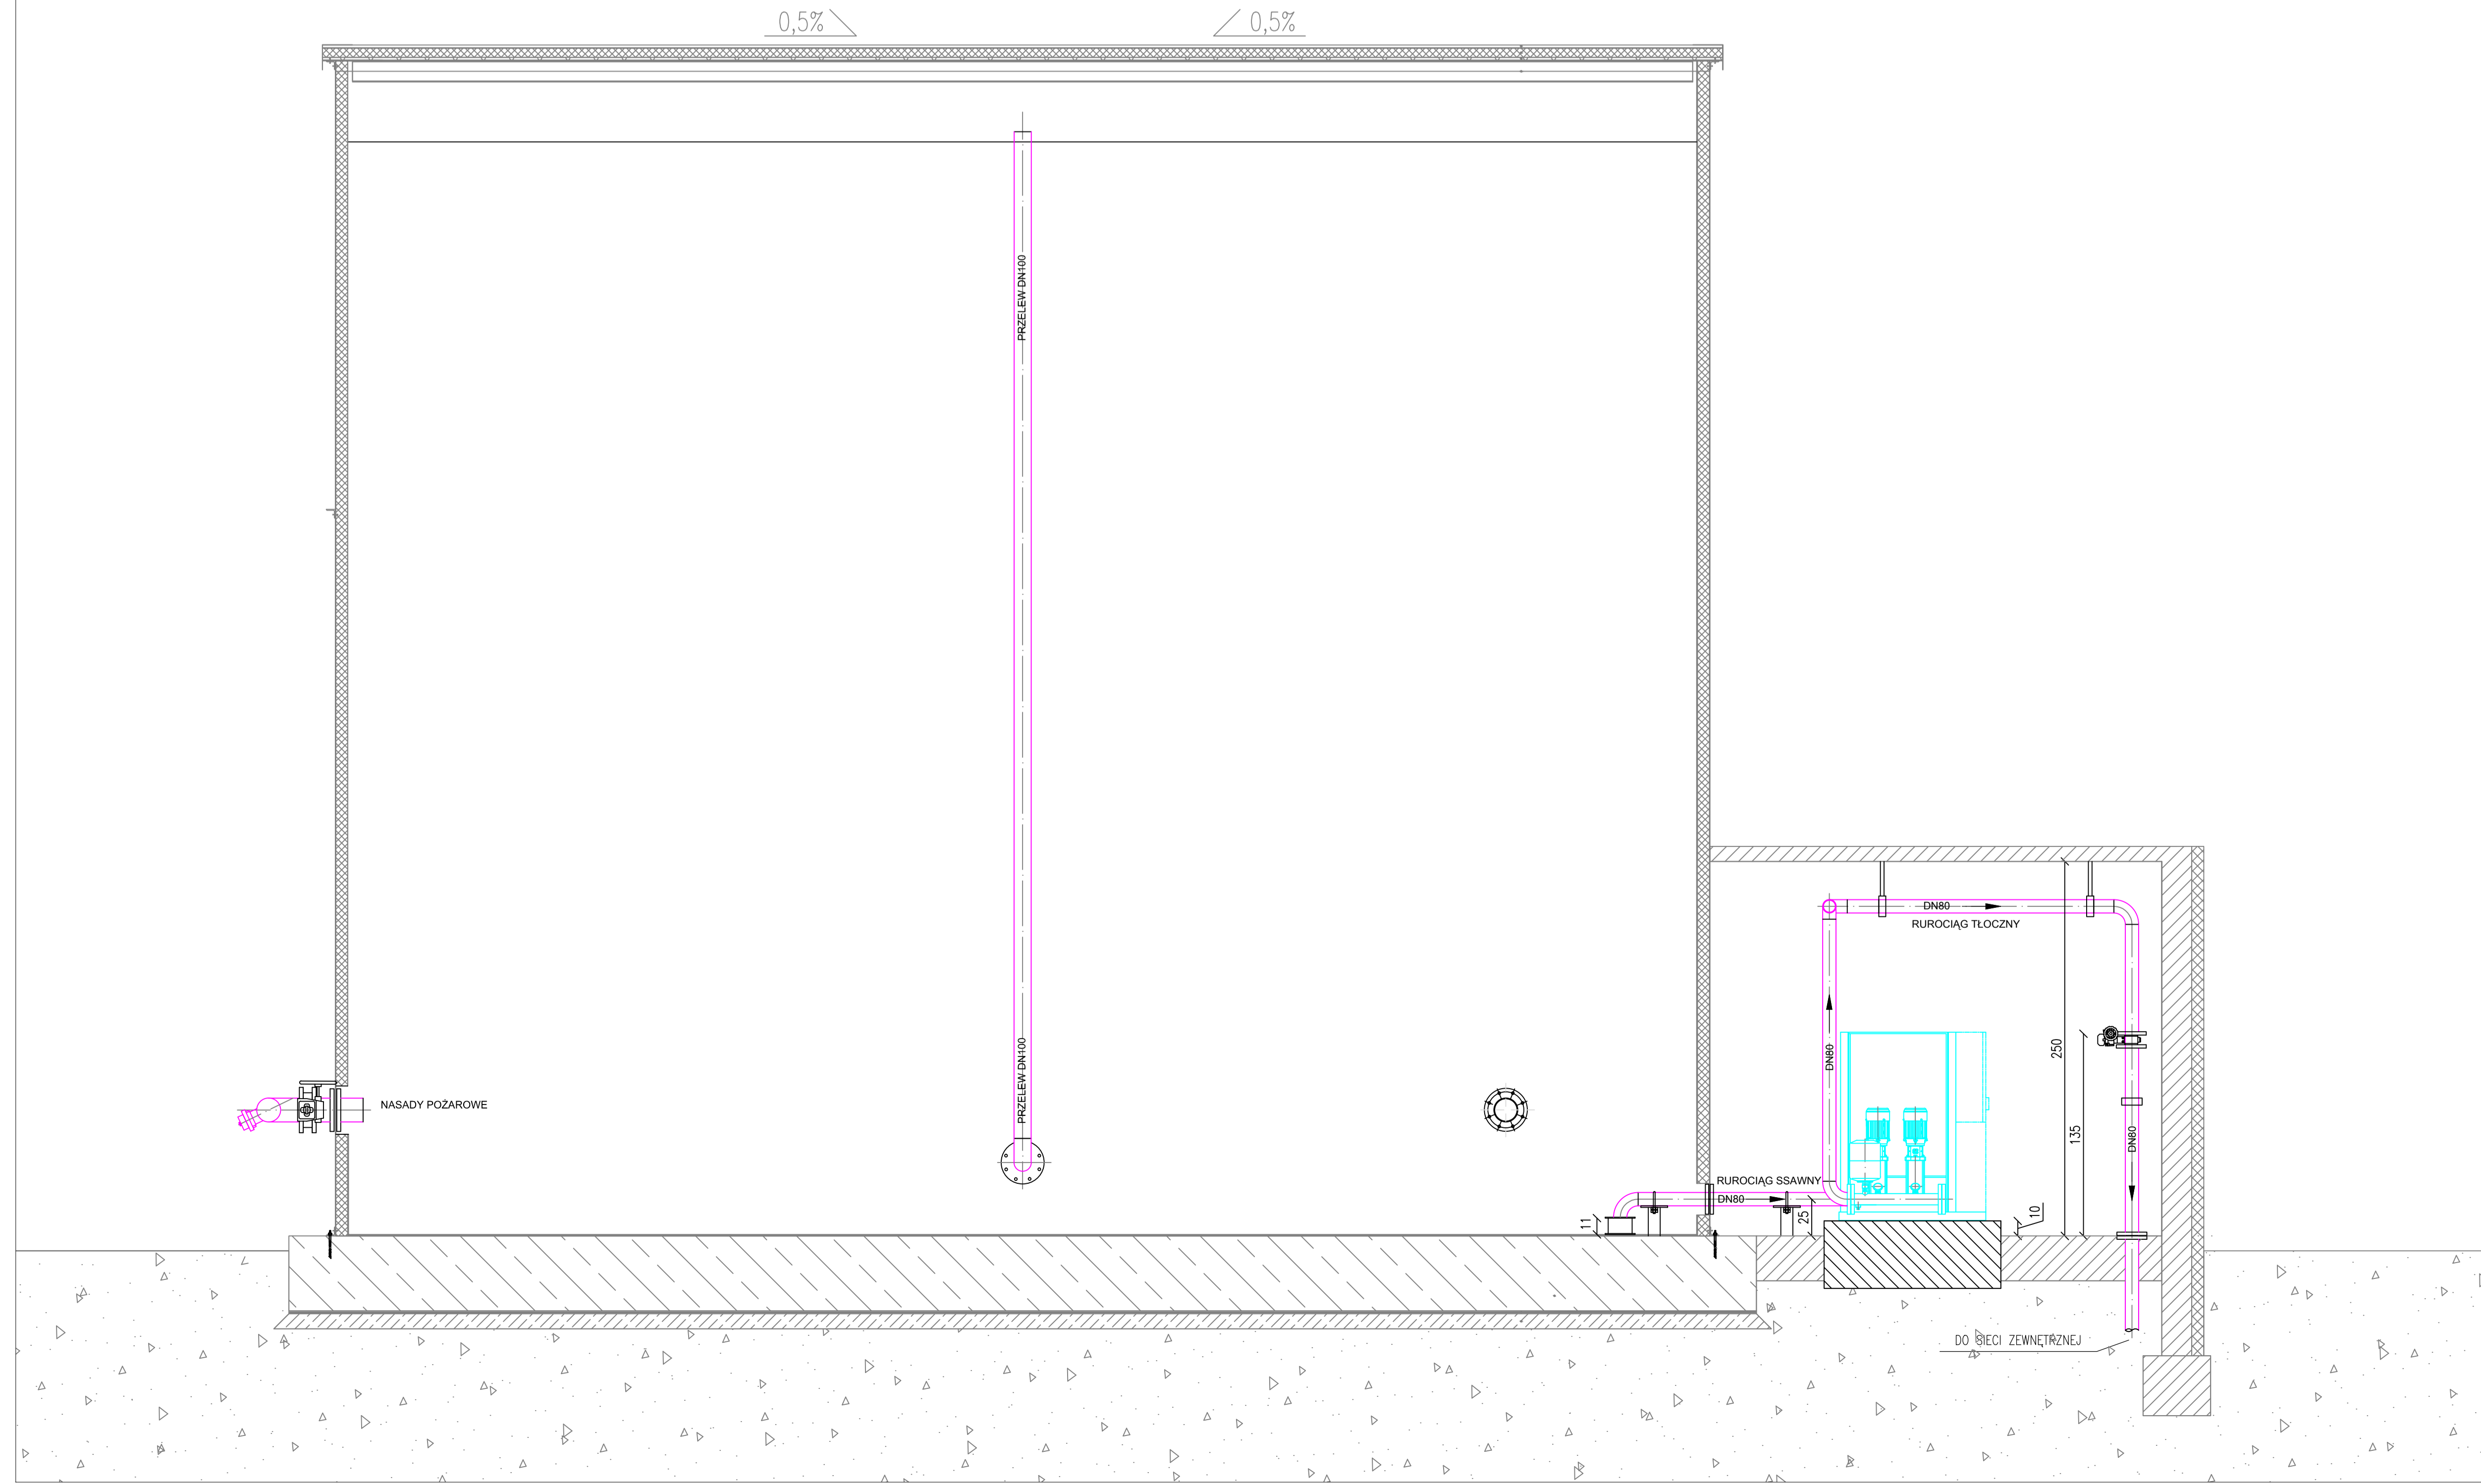 0,5%
0,5%
PRZELEW DN100
DN80
RUROCIĄG TŁOCZNY
DN80
250
135
DN80
NASADY POŻAROWE
PRZELEW DN100
RUROCIĄG SSAWNY
DN80
11
25
10
DO SIECI ZEWNĘTRZNEJ